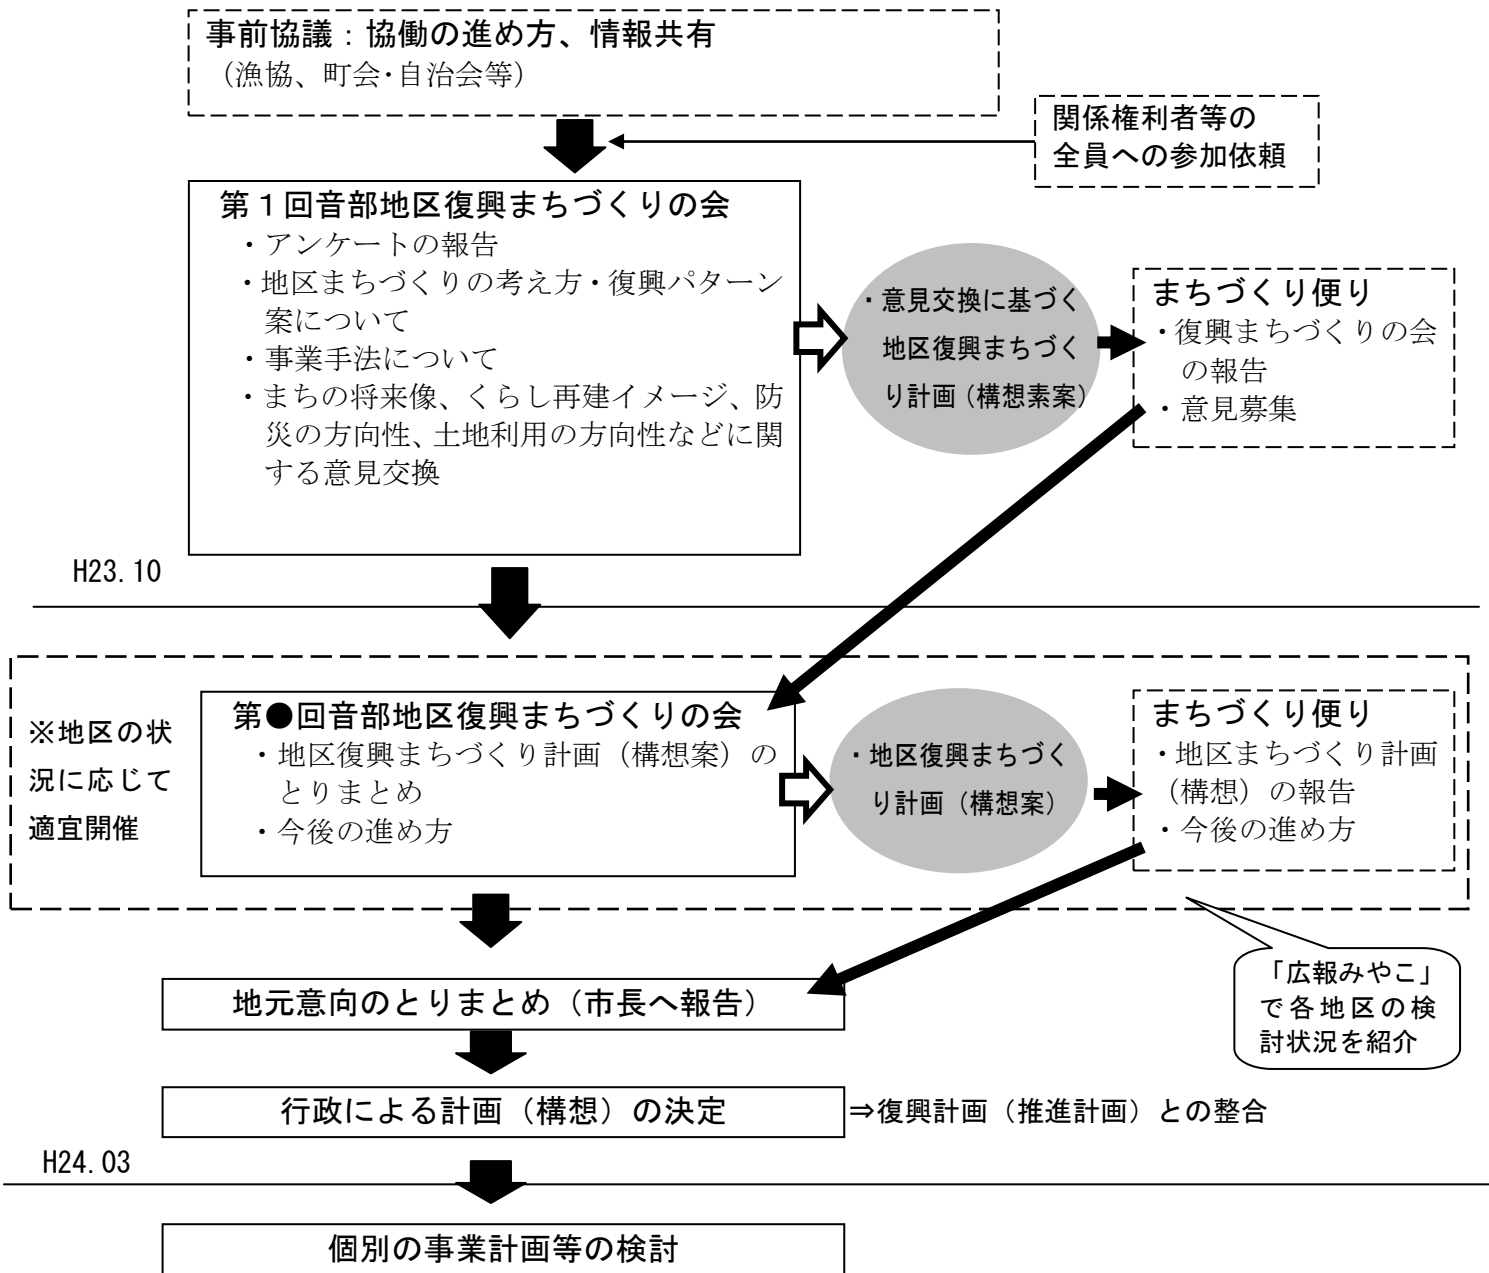 事前協議：協働の進め方、情報共有
（漁協、町会・自治会等）
関係権利者等の
全員への参加依頼
第１回音部地区復興まちづくりの会
・アンケートの報告
・地区まちづくりの考え方・復興パターン
案について
・事業手法について
・まちの将来像、くらし再建イメージ、防
災の方向性、土地利用の方向性などに関
する意見交換
・意見交換に基づく
地区復興まちづく
り計画（構想素案）
まちづくり便り
・復興まちづくりの会
の報告
・意見募集
H23.10
※地区の状
況に応じて
適宜開催
第●回音部地区復興まちづくりの会
・地区復興まちづくり計画（構想案）の
とりまとめ
・今後の進め方
・地区復興まちづく
り計画（構想案）
まちづくり便り
・地区まちづくり計画
（構想）の報告
・今後の進め方
「広報みやこ」
で各地区の検
討状況を紹介
地元意向のとりまとめ（市長へ報告）
行政による計画（構想）の決定
⇒復興計画（推進計画）との整合
H24.03
個別の事業計画等の検討